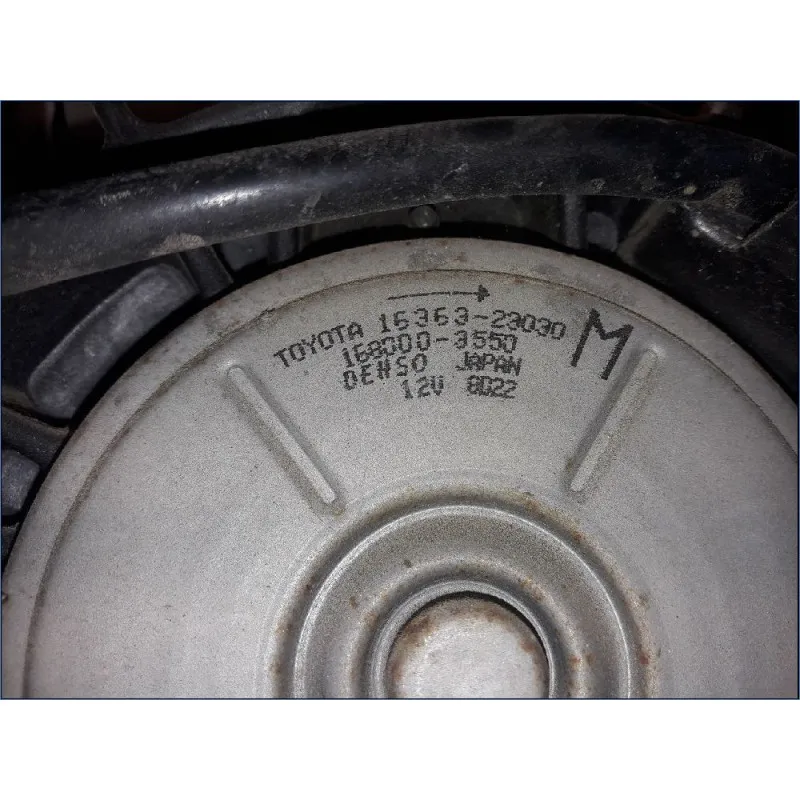 TOYOTA 16363-23030
168000-3550
DENSO JAPAN
12V 8D22
M